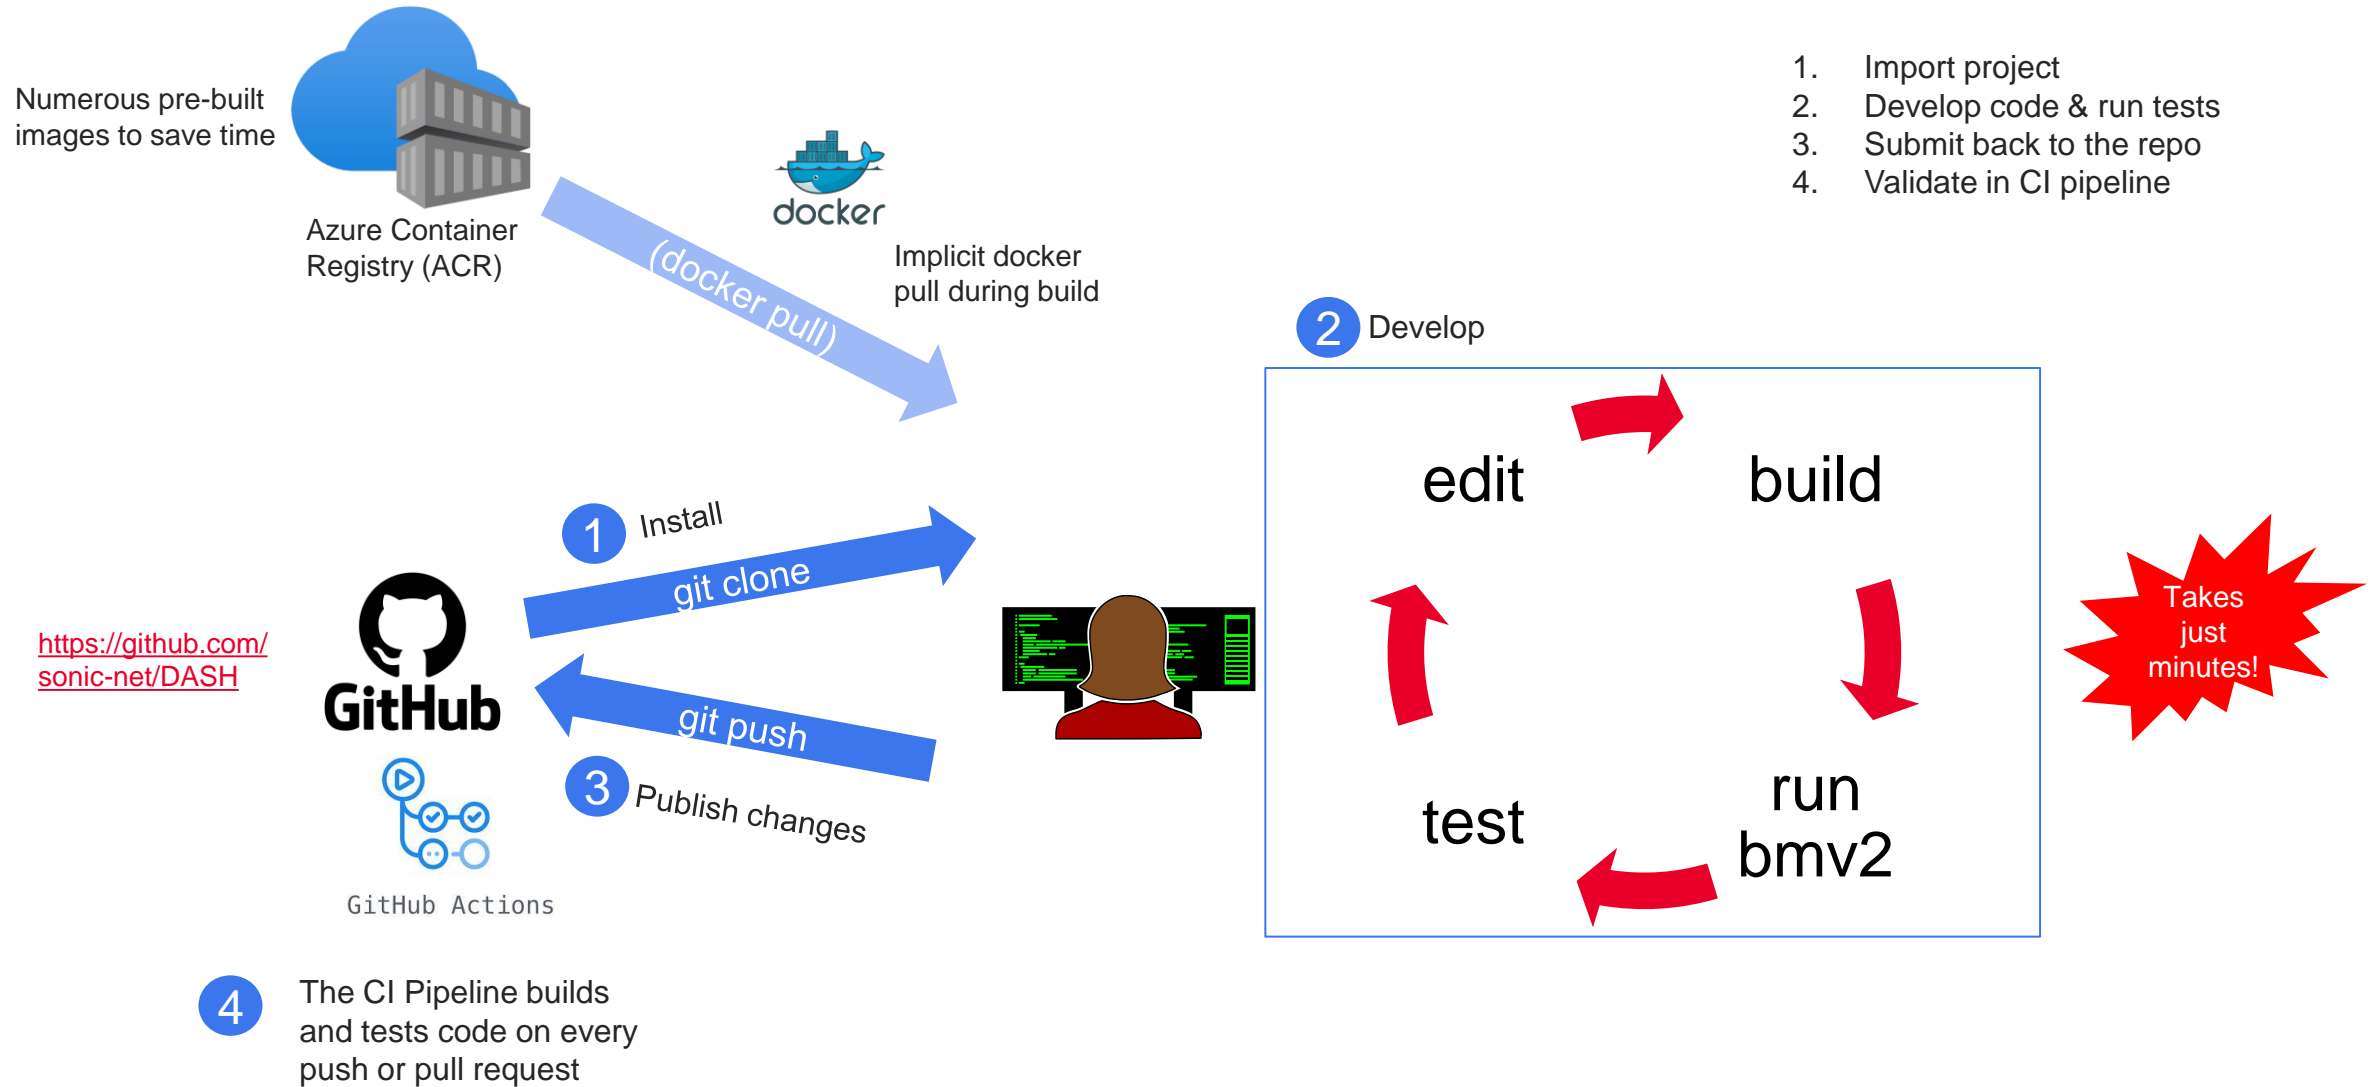 Numerous pre-built
images to save time
Azure Container
Registry (ACR)
docker
(docker pull)
Implicit docker
pull during build
1. Import project
2. Develop code & run tests
3. Submit back to the repo
4. Validate in CI pipeline
2 Develop
edit
build
run
bmv2
test
Takes
just
minutes!
1 Install
git clone
https://github.com/
sonic-net/DASH
GitHub
git push
3 Publish changes
GitHub Actions
4
The CI Pipeline builds
and tests code on every
push or pull request